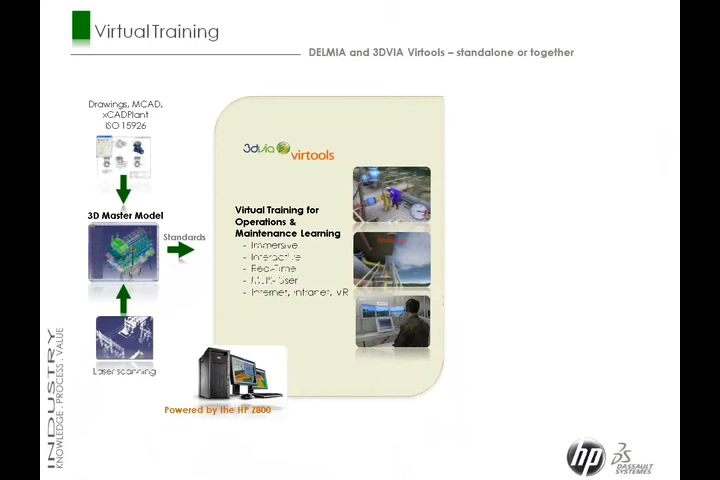 Virtual Training
DELMIA and 3DVIA Virtools – standalone or together
Drawings, MCAD,
xCADPlant
ISO 15926
3D Master Model
Standards
Laser scanning
3dvia virtools
Virtual Training for
Operations &
Maintenance Learning
- Immersive
- Interactive
- Real-Time
- Multi-User
- Internet, Intranet, VR
Powered by the HP Z800
INDUSTRY
KNOWLEDGE . PROCESS . VALUE
hp
DASSAULT
SYSTEMES